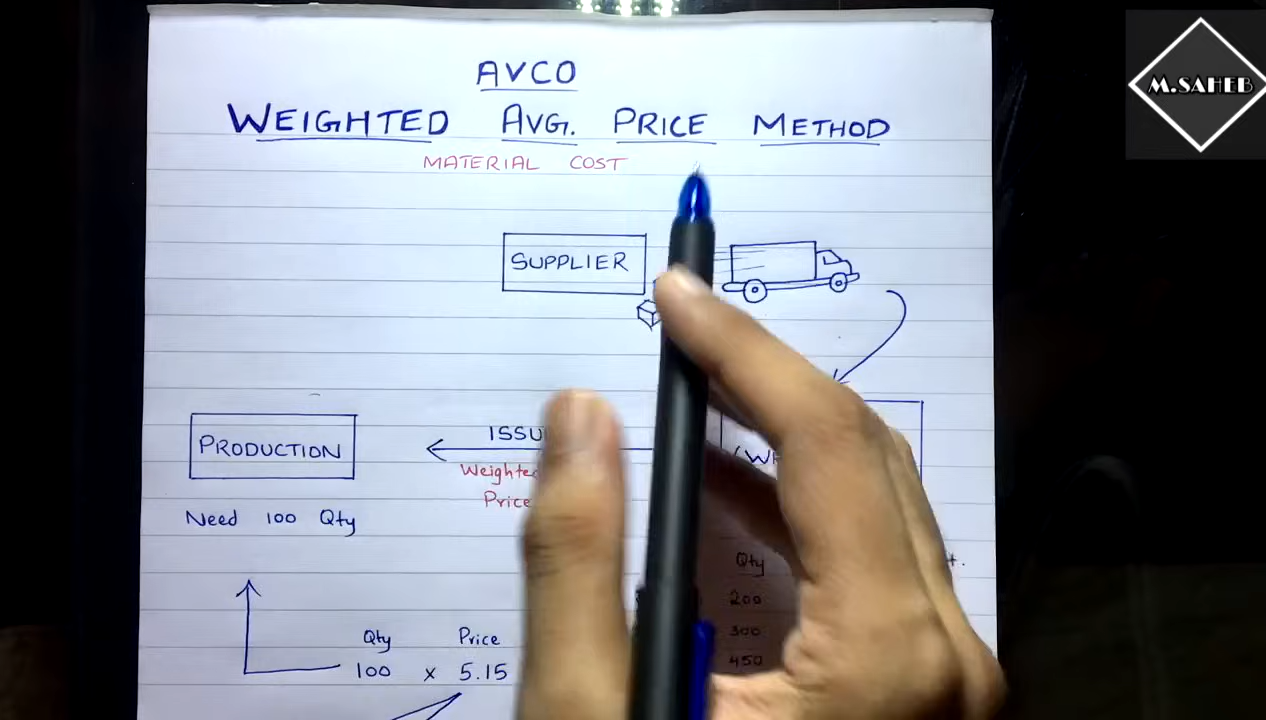 AVCO
WEIGHTED AVG. PRICE METHOD
MATERIAL COST
M.SAHEB
SUPPLIER
PRODUCTION
Need 100 Qty
Price
Qty
200
300
450
Qty Price
100 x 5.15